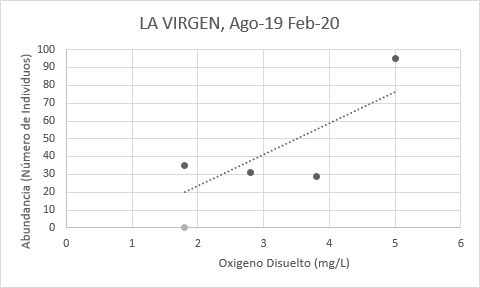 LA VIRGEN, Ago-19 Feb-20
Abundancia (Número de Individuos)
100
90
80
70
60
50
40
30
20
10
0
0 1 2 3 4 5 6
Oxigeno Disuelto (mg/L)